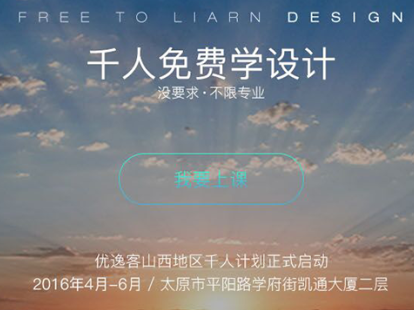 FREE TO LIARN DESIGN
千人免费学设计
没要求·不限专业
我要上课
优逸客山西地区千人计划正式启动
2016年4月-6月 / 太原市平阳路学府街凯通大厦二层